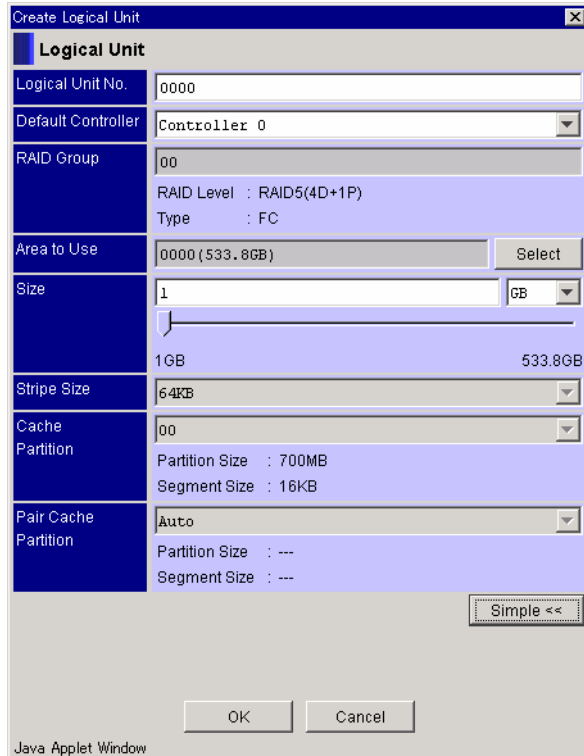 Create Logical Unit
Logical Unit
Logical Unit No.
0000
Default Controller
Controller 0
RAID Group
00
RAID Level : RAID5(4D+1P)
Type : FC
Area to Use
0000(533.8GB)
Select
Size
1
GB
1GB
533.8GB
Stripe Size
64KB
Cache
Partition
00
Partition Size : 700MB
Segment Size : 16KB
Pair Cache
Partition
Auto
Partition Size : ---
Segment Size : ---
Simple <<
OK
Cancel
Java Applet Window